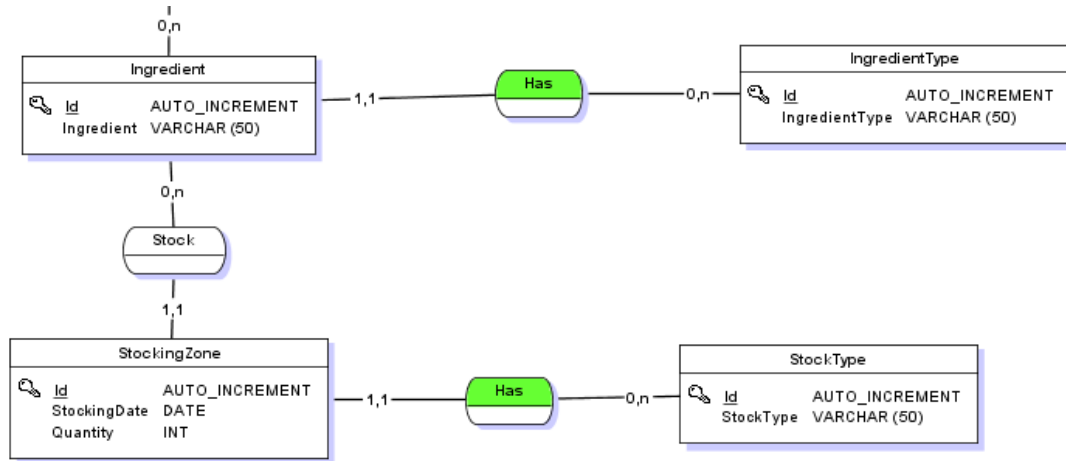 0,n
Ingredient
Id AUTO_INCREMENT
Ingredient VARCHAR (50)
1,1
Has
0,n
IngredientType
Id AUTO_INCREMENT
IngredientType VARCHAR (50)
0,n
Stock
1,1
StockingZone
Id AUTO_INCREMENT
StockingDate DATE
Quantity INT
1,1
Has
0,n
StockType
Id AUTO_INCREMENT
StockType VARCHAR (50)